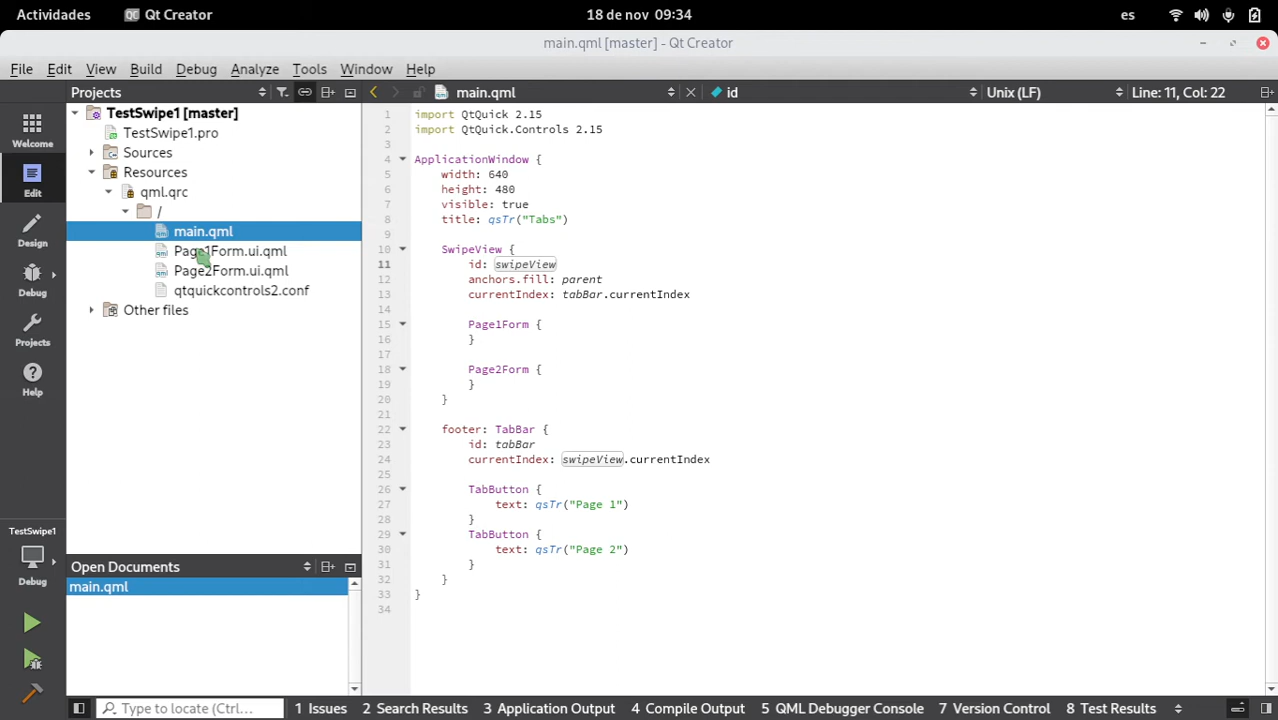 Actividades Qt Creator 18 de nov 09:34 es
main.qml [master] - Qt Creator
File Edit View Build Debug Analyze Tools Window Help
Projects main.qml id Unix (LF) Line: 11, Col: 22
Welcome
Edit
Design
Debug
Projects
Help
TestSwipe1
Debug
TestSwipe1 [master]
TestSwipe1.pro
Sources
Resources
qml.qrc
/
main.qml
Page1Form.ui.qml
Page2Form.ui.qml
qtquickcontrols2.conf
Other files
Open Documents
main.qml
1 import QtQuick 2.15
2 import QtQuick.Controls 2.15
3
4 ApplicationWindow {
5 width: 640
6 height: 480
7 visible: true
8 title: qsTr("Tabs")
9
10 SwipeView {
11 id: swipeView
12 anchors.fill: parent
13 currentIndex: tabBar.currentIndex
14
15 Page1Form {
16 }
17
18 Page2Form {
19 }
20 }
21
22 footer: TabBar {
23 id: tabBar
24 currentIndex: swipeView.currentIndex
25
26 TabButton {
27 text: qsTr("Page 1")
28 }
29 TabButton {
30 text: qsTr("Page 2")
31 }
32 }
33 }
34
Type to locate (Ctrl... 1 Issues 2 Search Results 3 Application Output 4 Compile Output 5 QML Debugger Console 7 Version Control 8 Test Results